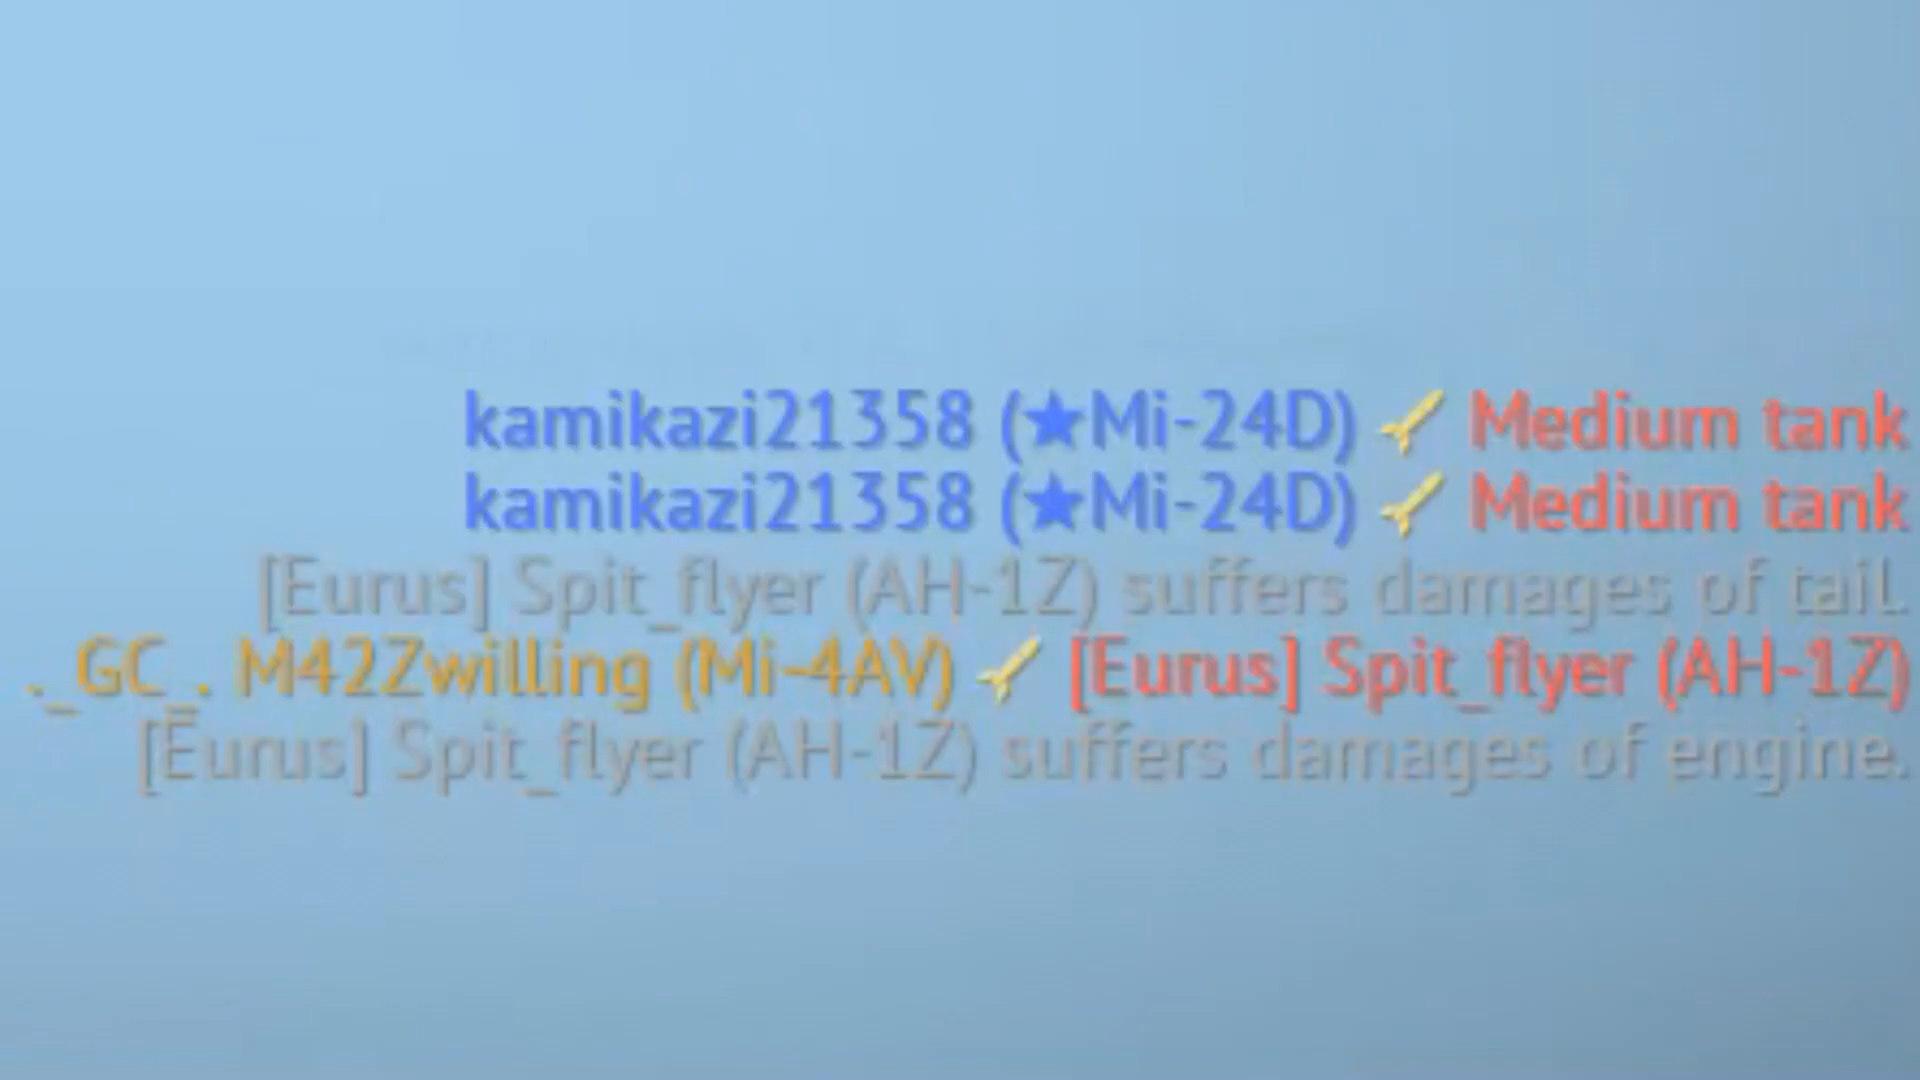 kamikazi21358 (★Mi-24D) Medium tank
kamikazi21358 (★Mi-24D) Medium tank
[Eurus] Spit_flyer (AH-1Z) suffers damages of tail.
._GC_. M42Zwilling (Mi-4AV) [Eurus] Spit_flyer (AH-1Z)
[Eurus] Spit_flyer (AH-1Z) suffers damages of engine.